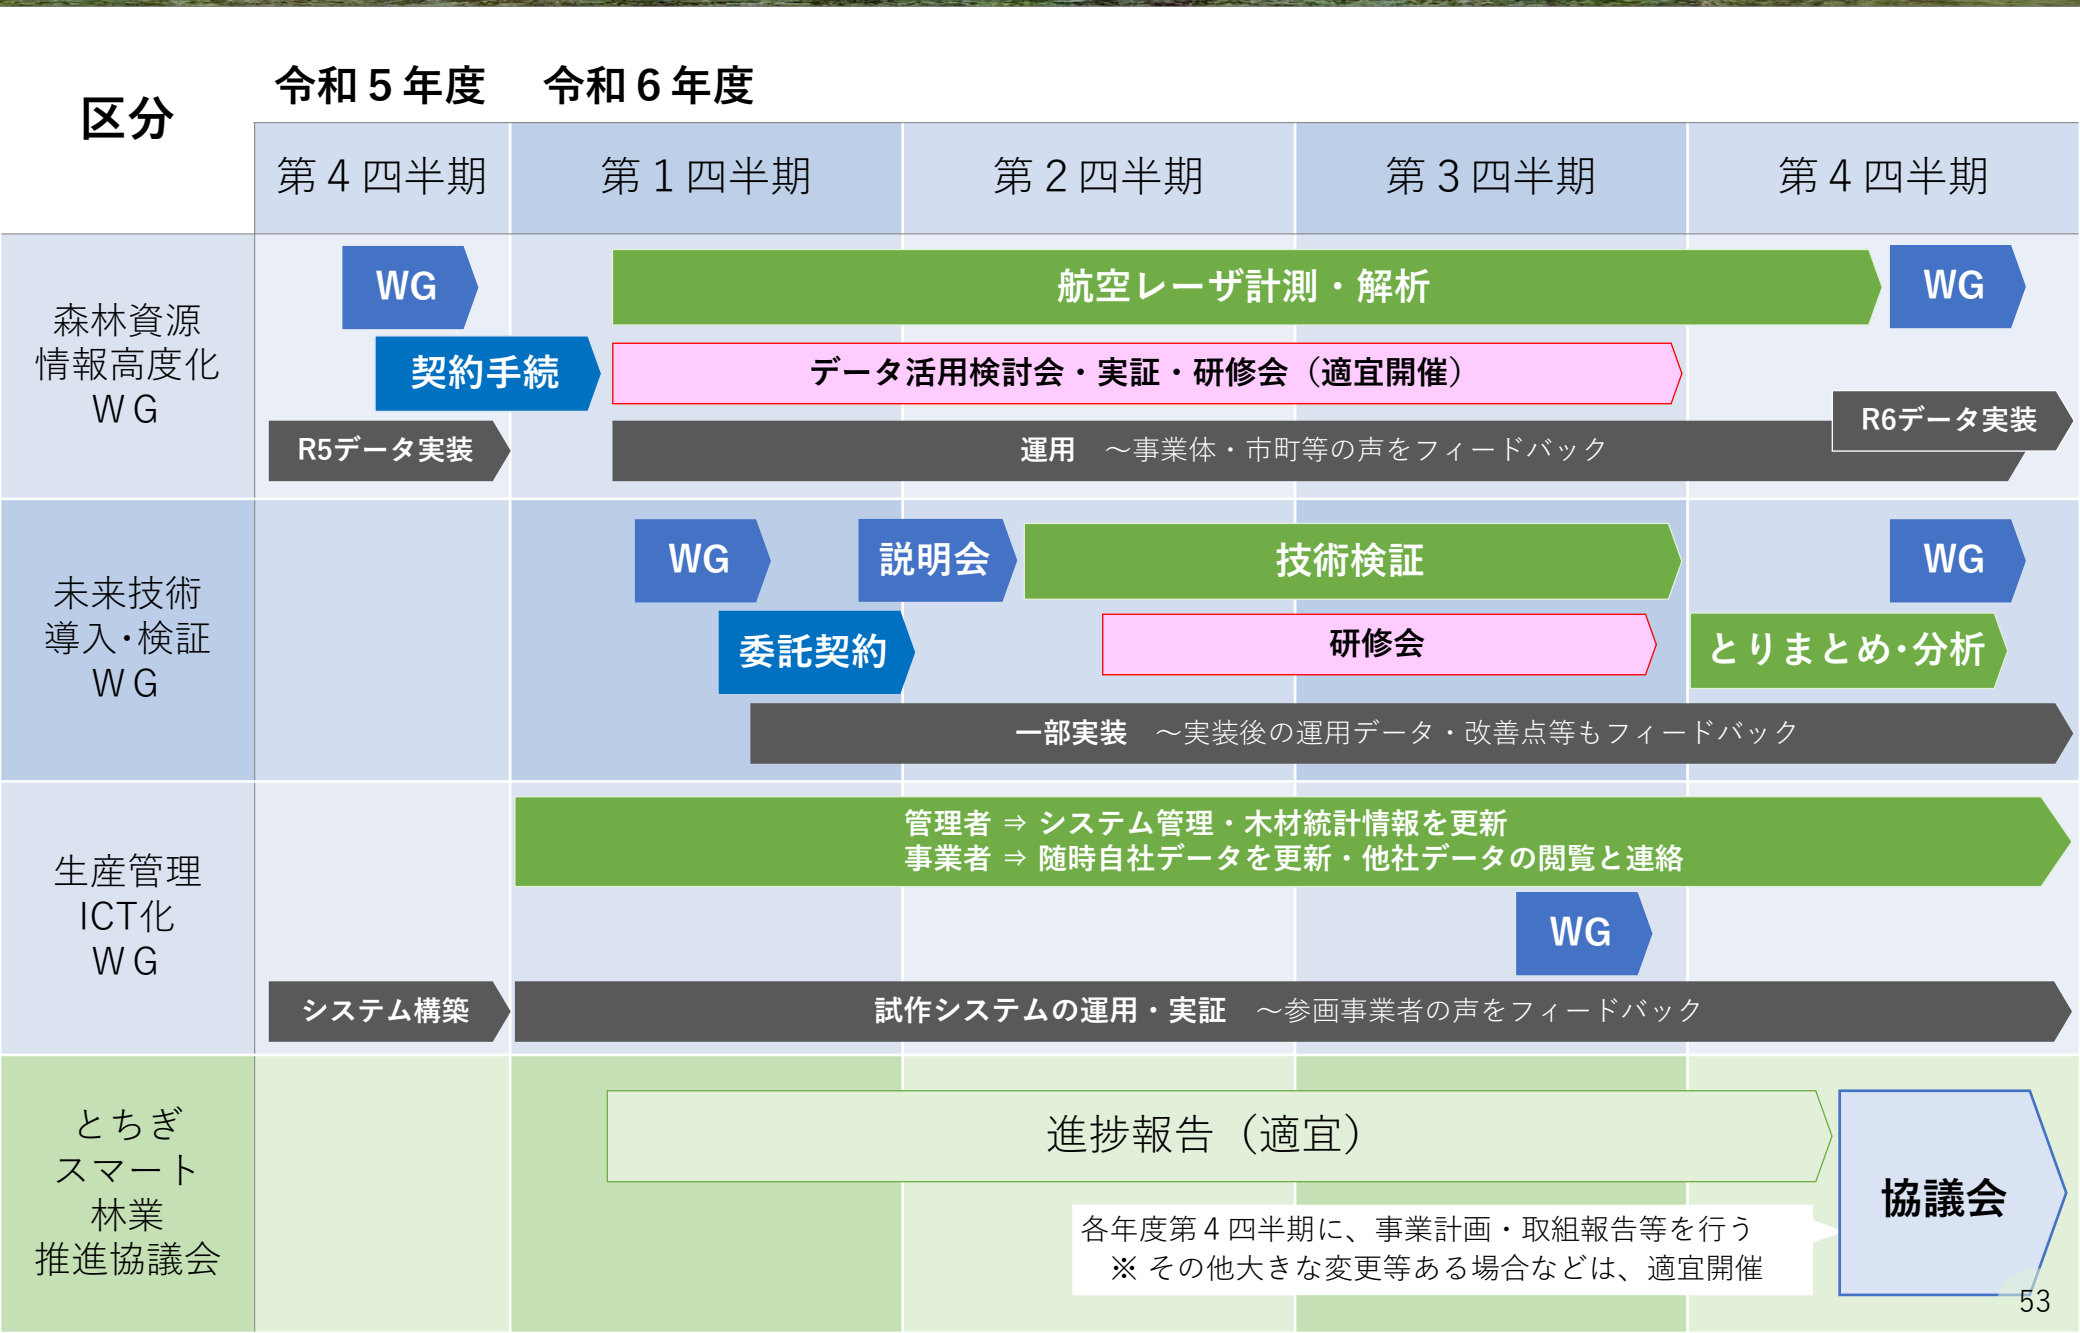 区分
令和5年度
令和6年度
第4四半期
第1四半期
第2四半期
第3四半期
第4四半期
森林資源
情報高度化
ＷＧ
WG
航空レーザ計測・解析
WG
契約手続
データ活用検討会・実証・研修会（適宜開催）
R5データ実装
運用　～事業体・市町等の声をフィードバック
R6データ実装
未来技術
導入･検証
ＷＧ
WG
説明会
技術検証
WG
委託契約
研修会
とりまとめ･分析
一部実装　～実装後の運用データ・改善点等もフィードバック
生産管理
ICT化
ＷＧ
管理者 ⇒ システム管理・木材統計情報を更新
事業者 ⇒ 随時自社データを更新・他社データの閲覧と連絡
WG
システム構築
試作システムの運用・実証　～参画事業者の声をフィードバック
とちぎ
スマート
林業
推進協議会
進捗報告（適宜）
協議会
各年度第４四半期に、事業計画・取組報告等を行う
※ その他大きな変更等ある場合などは、適宜開催
53